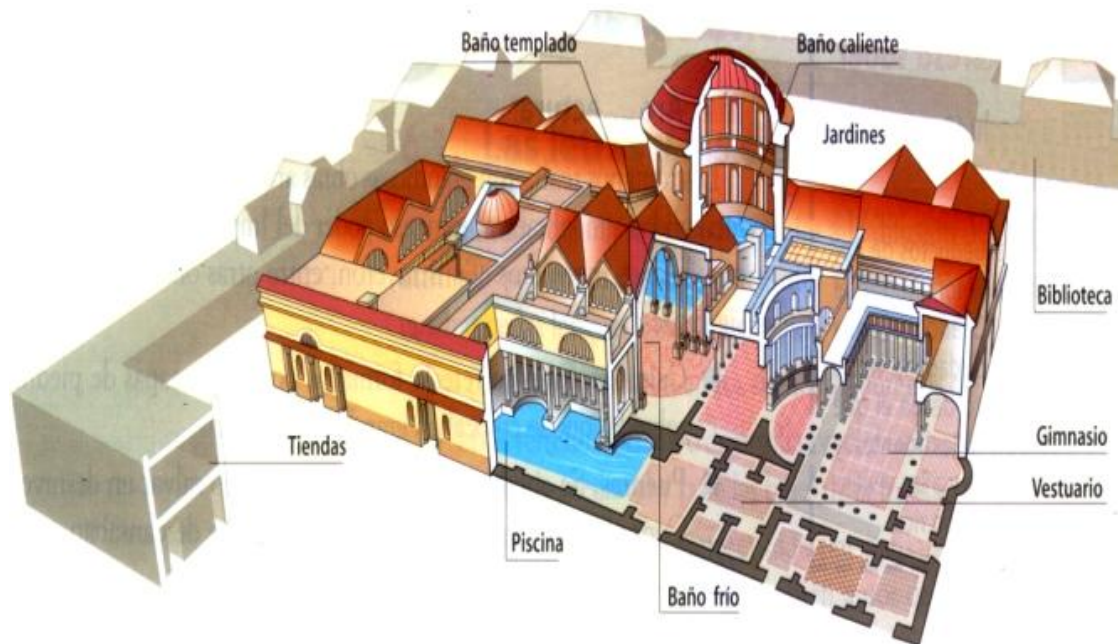 Baño templado
Baño caliente
Jardines
Biblioteca
Tiendas
Gimnasio
Vestuario
Piscina
Baño frío